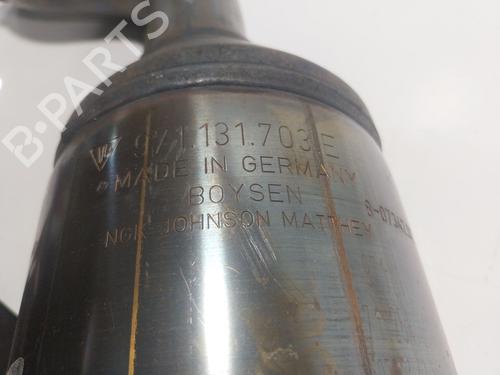 971.131.703.E
MADE IN GERMANY
BOYSEN
NGK JOHNSON MATTHEY
B-PARTS